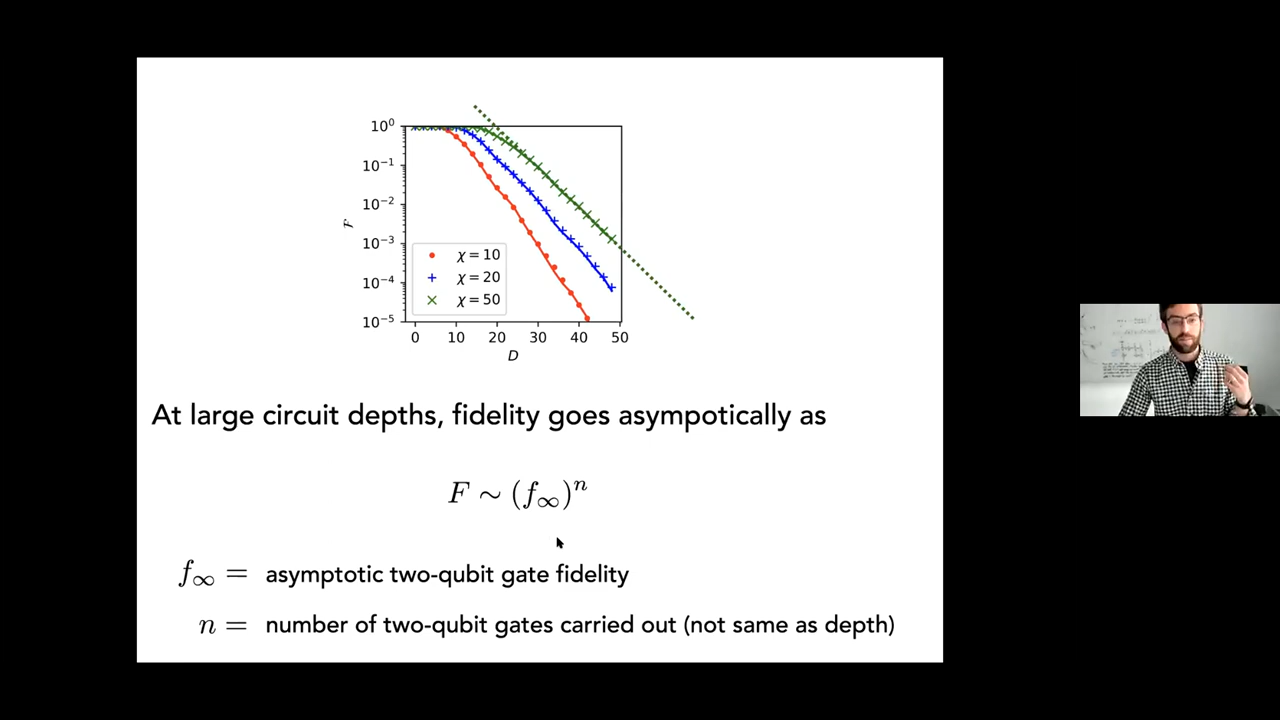 10⁰
10⁻¹
10⁻²
10⁻³
10⁻⁴
10⁻⁵
F
χ = 10
χ = 20
χ = 50
0 10 20 30 40 50
D
At large circuit depths, fidelity goes asympotically as
F ∼ (f∞)ⁿ
f∞ = asymptotic two-qubit gate fidelity
n = number of two-qubit gates carried out (not same as depth)